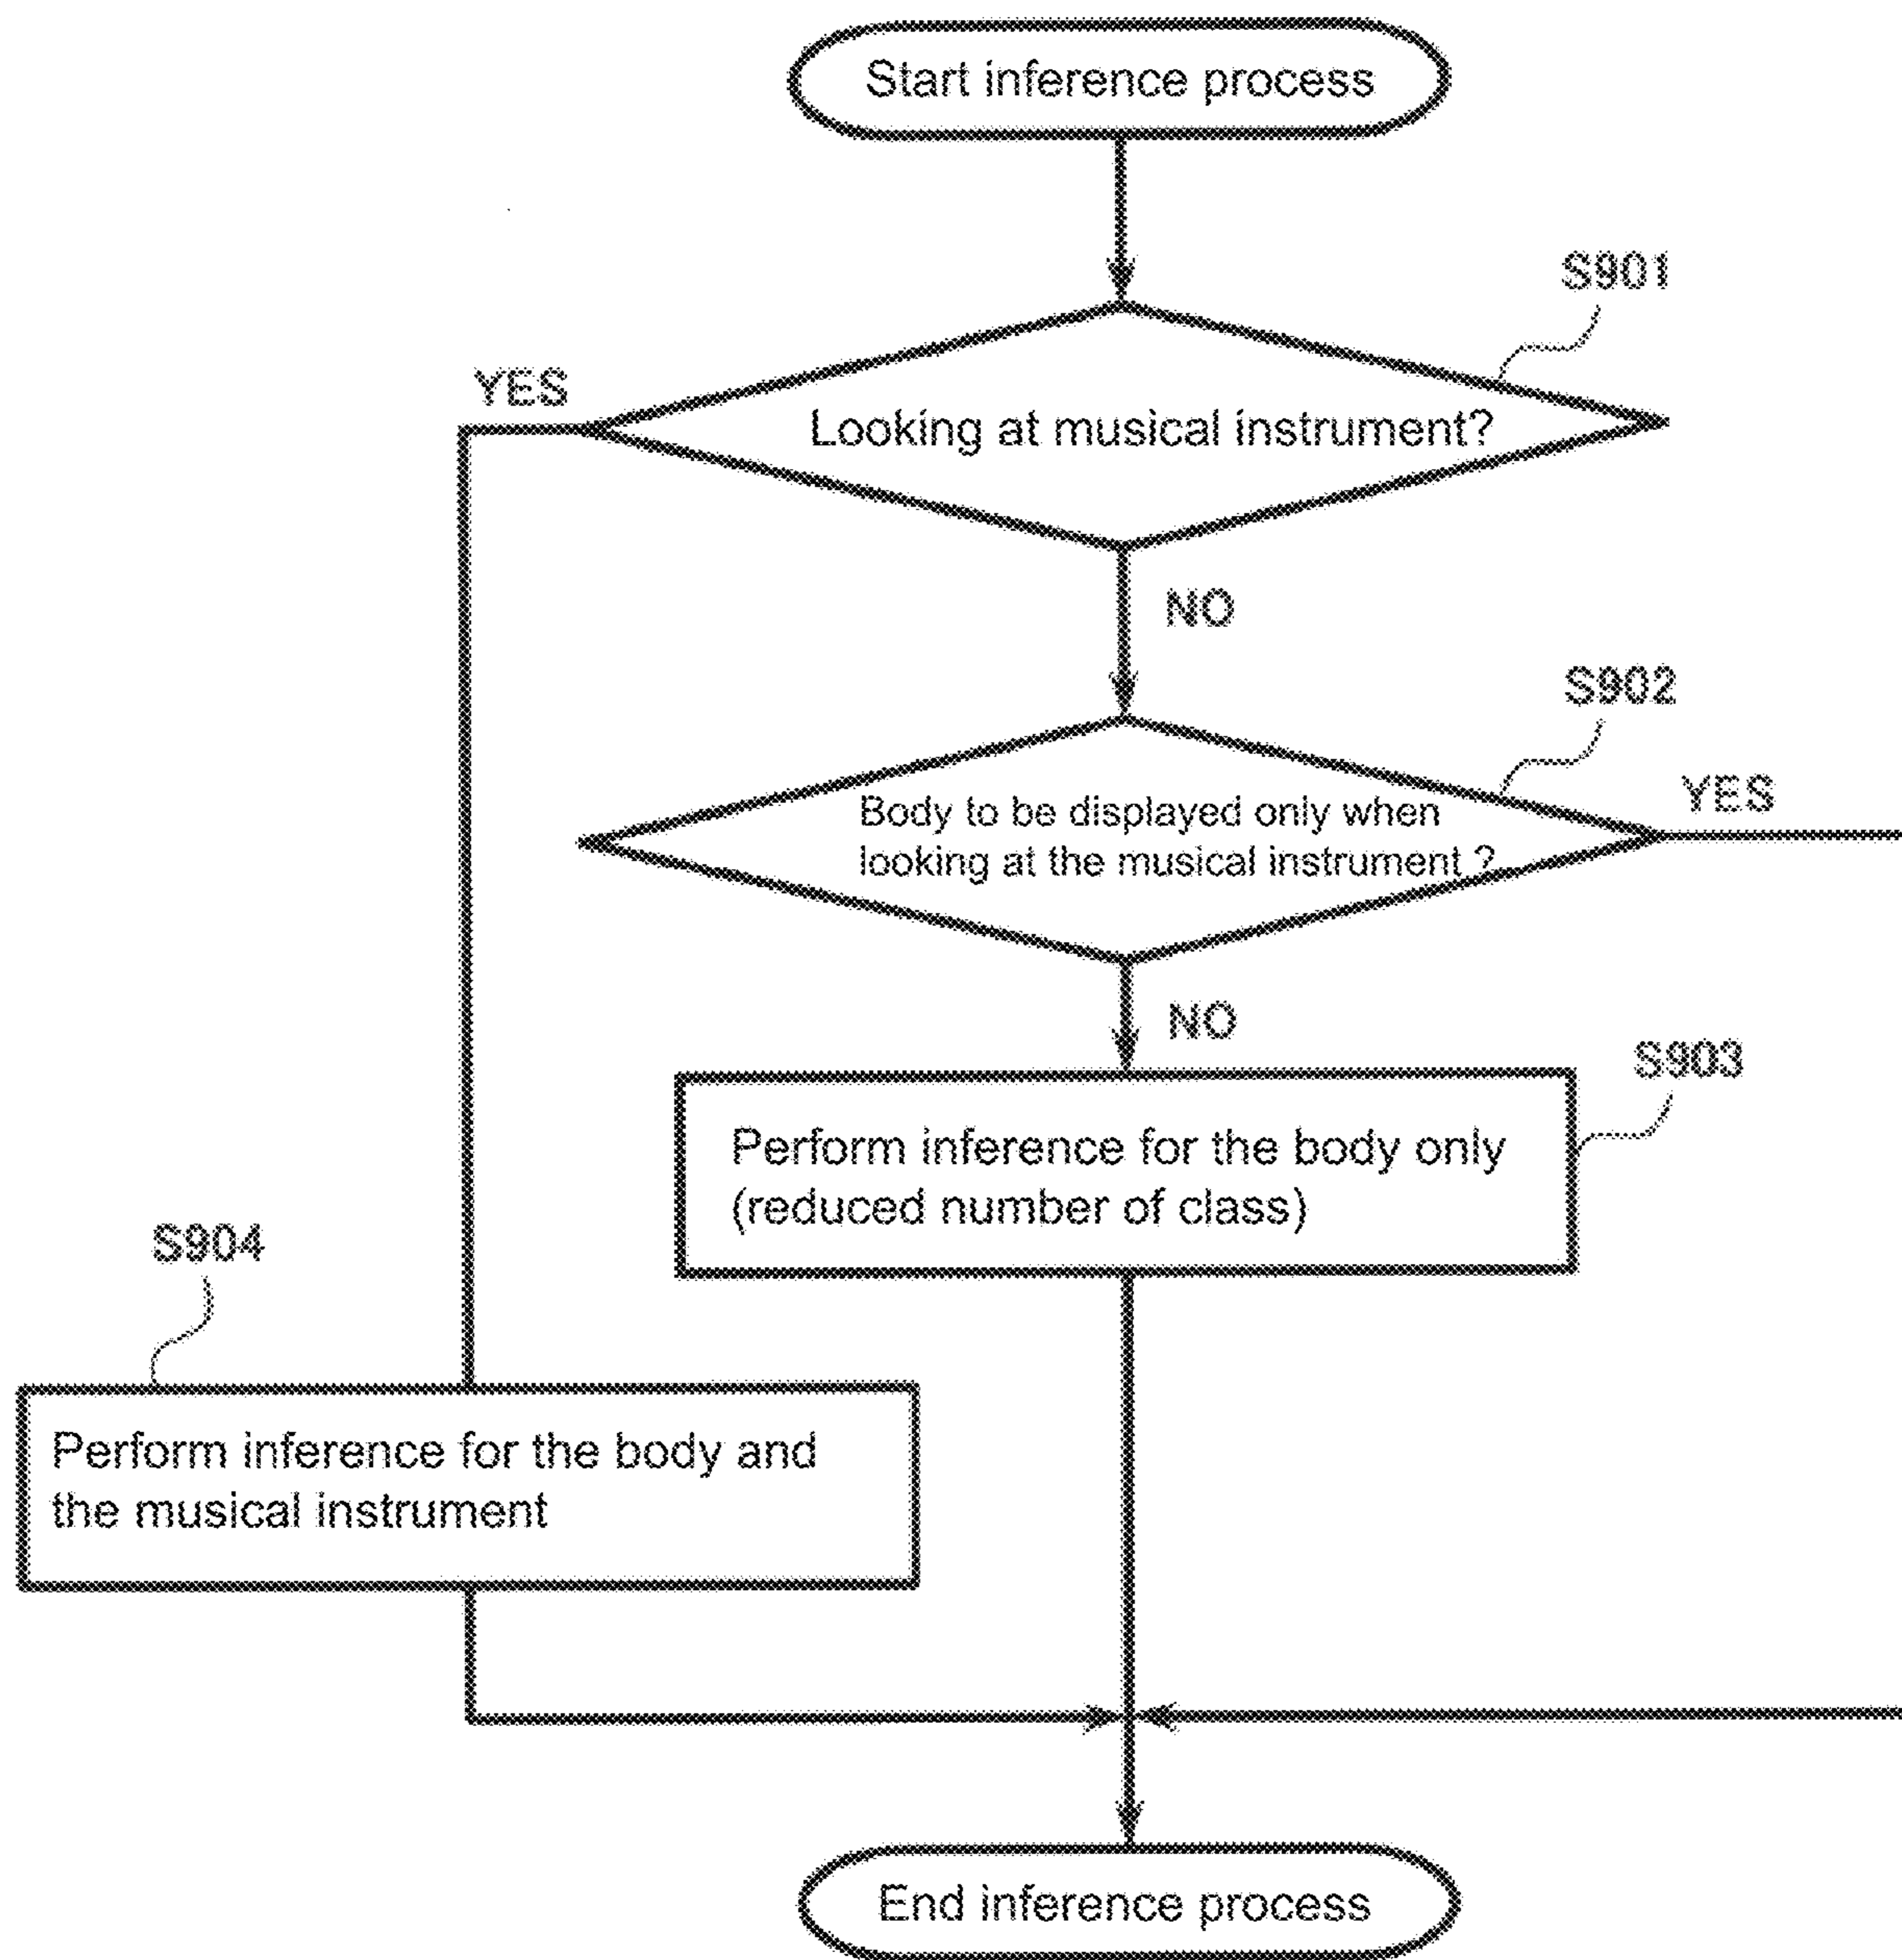 Start inference process
S901
YES
Looking at musical instrument?
NO
S902
YES
Body to be displayed only when
looking at the musical instrument ?
NO
S903
Perform inference for the body only
(reduced number of class)
S904
Perform inference for the body and
the musical instrument
End inference process